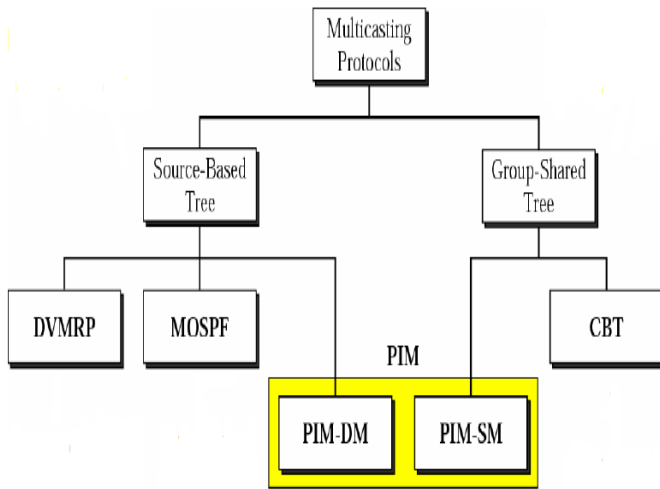 Multicasting
Protocols
Source-Based
Tree
Group-Shared
Tree
DVMRP
MOSPF
CBT
PIM
PIM-DM
PIM-SM